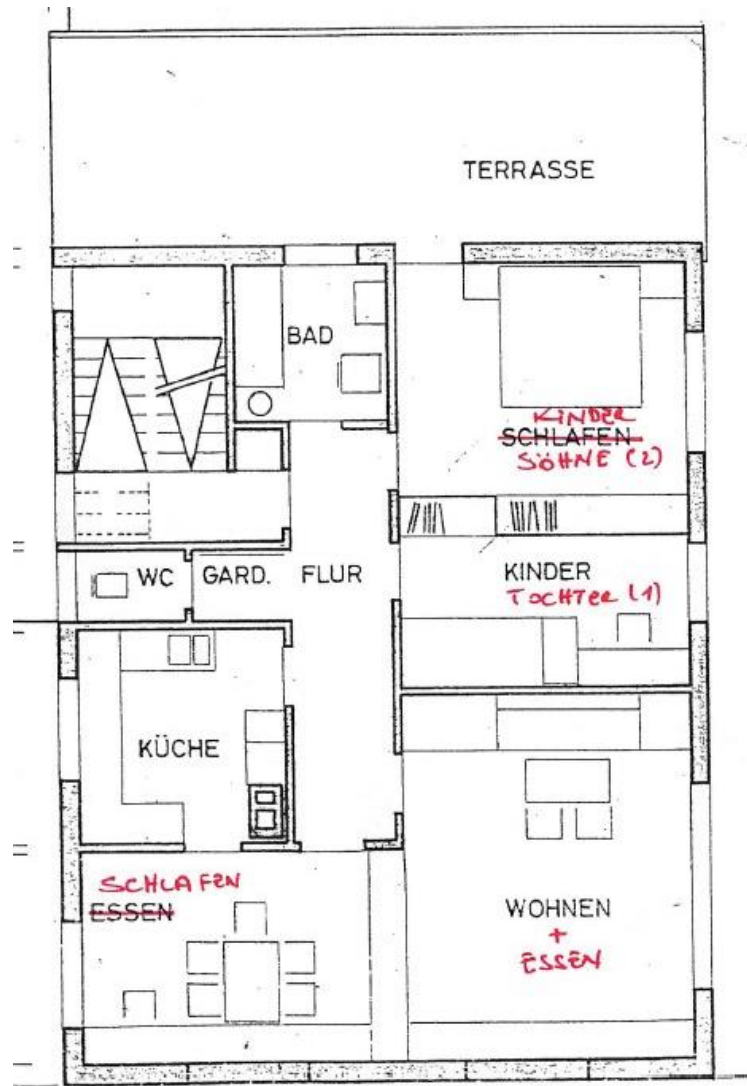 TERRASSE
BAD
KINDER
SCHLAFEN
SÖHNE (2)
WC GARD. FLUR
KINDER
TOCHTER (1)
KÜCHE
SCHLAFEN
ESSEN
WOHNEN
+
ESSEN